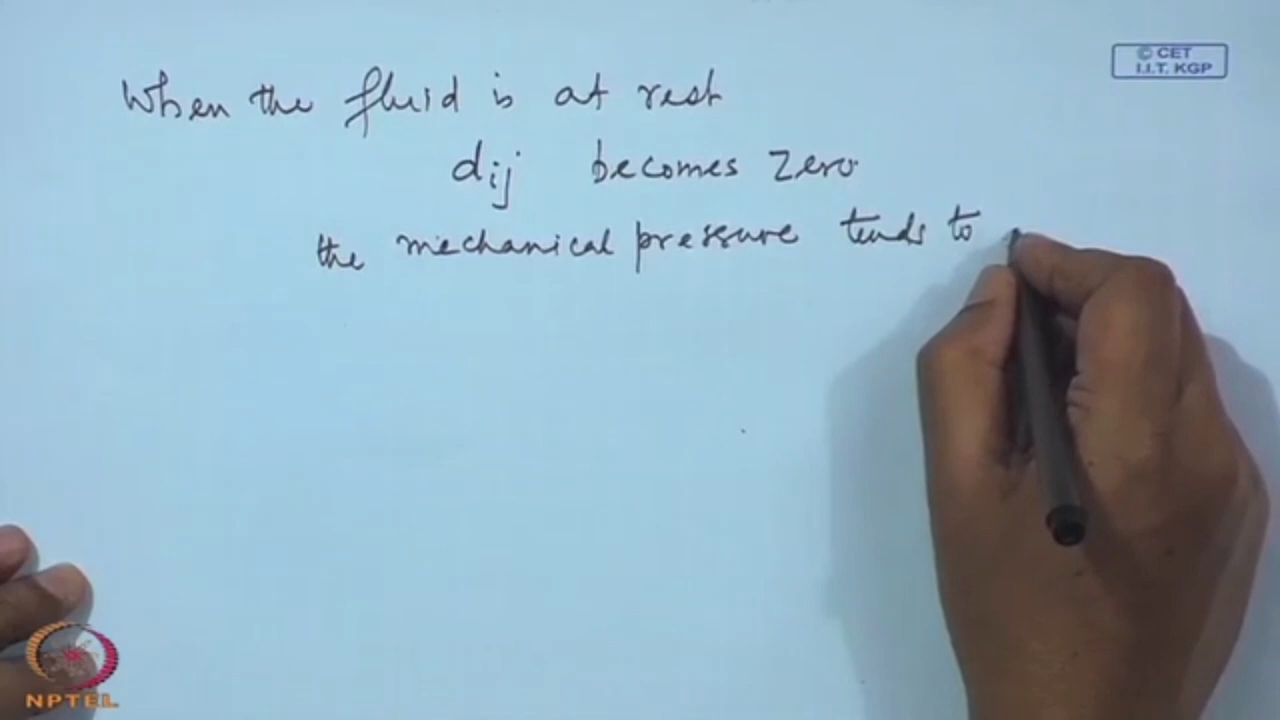 © CET
I.I.T. KGP
When the fluid is at rest
dij becomes zero
the mechanical pressure tends to
NPTEL